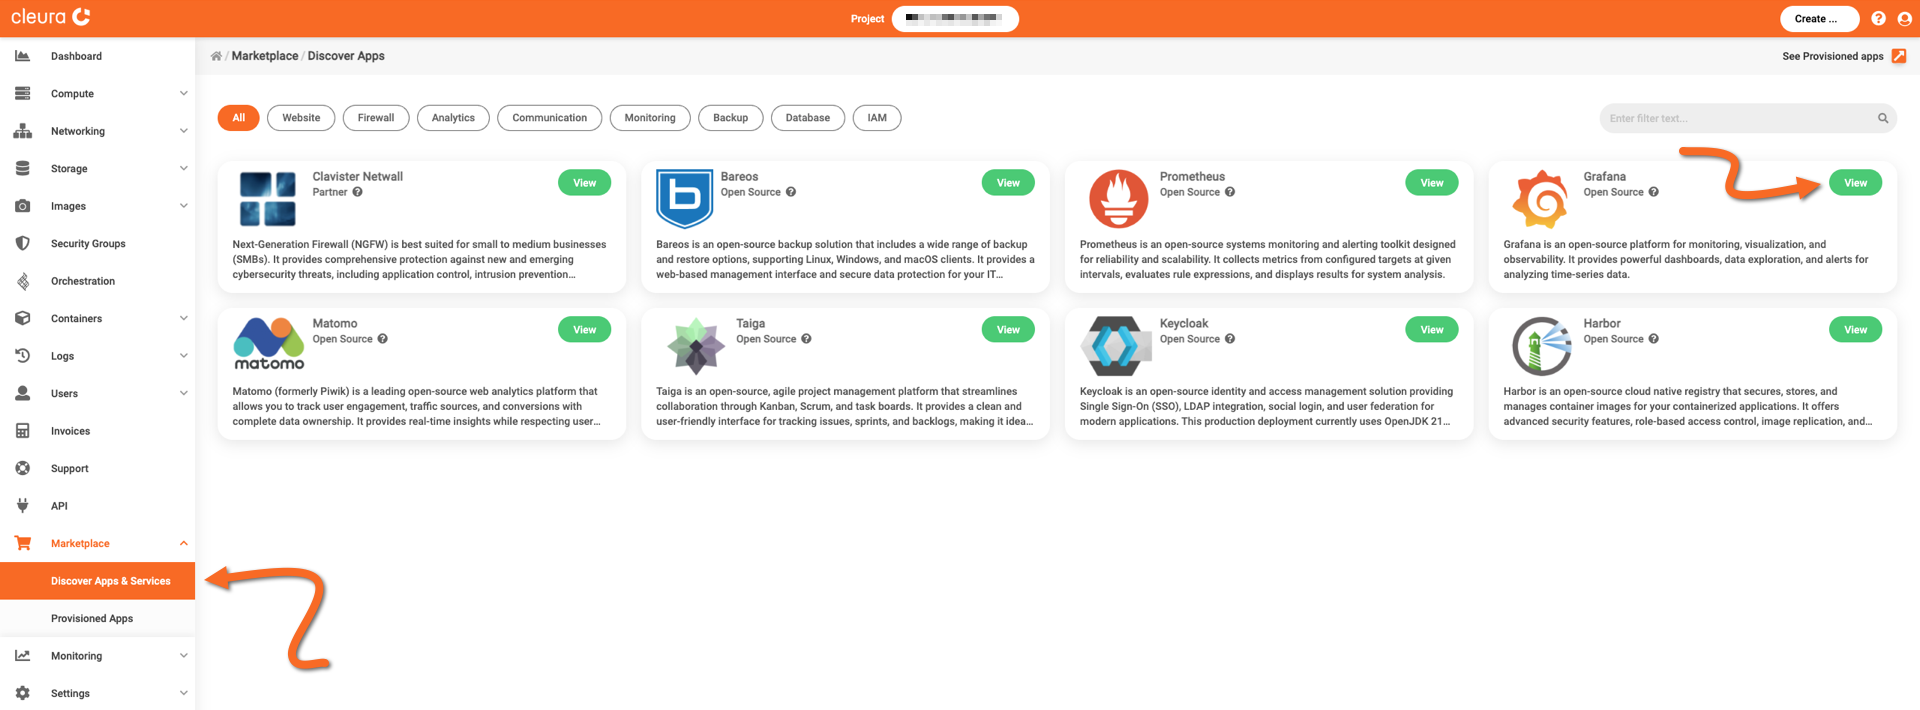 cleura
Project
Create ...
Dashboard
Compute
Networking
Storage
Images
Security Groups
Orchestration
Containers
Logs
Users
Invoices
Support
API
Marketplace
Discover Apps & Services
Provisioned Apps
Monitoring
Settings
/ Marketplace / Discover Apps
See Provisioned apps
All
Website
Firewall
Analytics
Communication
Monitoring
Backup
Database
IAM
Enter filter text...
Clavister Netwall
Partner
View
Next-Generation Firewall (NGFW) is best suited for small to medium businesses
(SMBs). It provides comprehensive protection against new and emerging
cybersecurity threats, including application control, intrusion prevention...
Bareos
Open Source
View
Bareos is an open-source backup solution that includes a wide range of backup
and restore options, supporting Linux, Windows, and macOS clients. It provides a
web-based management interface and secure data protection for your IT...
Prometheus
Open Source
View
Prometheus is an open-source systems monitoring and alerting toolkit designed
for reliability and scalability. It collects metrics from configured targets at given
intervals, evaluates rule expressions, and displays results for system analysis.
Grafana
Open Source
View
Grafana is an open-source platform for monitoring, visualization, and
observability. It provides powerful dashboards, data exploration, and alerts for
analyzing time-series data.
matomo
Matomo
Open Source
View
Matomo (formerly Piwik) is a leading open-source web analytics platform that
allows you to track user engagement, traffic sources, and conversions with
complete data ownership. It provides real-time insights while respecting user...
Taiga
Open Source
View
Taiga is an open-source, agile project management platform that streamlines
collaboration through Kanban, Scrum, and task boards. It provides a clean and
user-friendly interface for tracking issues, sprints, and backlogs, making it idea...
Keycloak
Open Source
View
Keycloak is an open-source identity and access management solution providing
Single Sign-On (SSO), LDAP integration, social login, and user federation for
modern applications. This production deployment currently uses OpenJDK 21...
Harbor
Open Source
View
Harbor is an open-source cloud native registry that secures, stores, and
manages container images for your containerized applications. It offers
advanced security features, role-based access control, image replication, and...